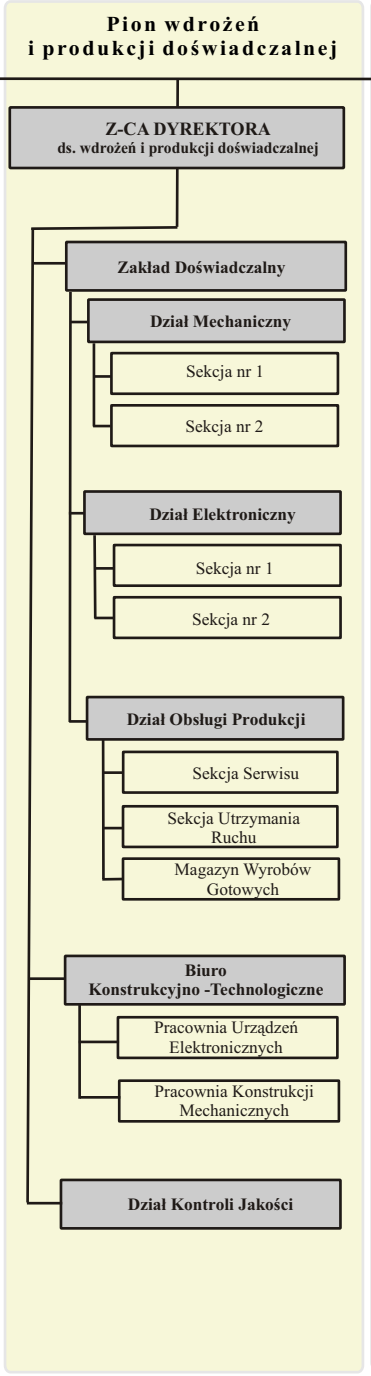 Pion wdrożeń
i produkcji doświadczalnej
Z-CA DYREKTORA
ds. wdrożeń i produkcji doświadczalnej
Zakład Doświadczalny
Dział Mechaniczny
Sekcja nr 1
Sekcja nr 2
Dział Elektroniczny
Sekcja nr 1
Sekcja nr 2
Dział Obsługi Produkcji
Sekcja Serwisu
Sekcja Utrzymania
Ruchu
Magazyn Wyrobów
Gotowych
Biuro
Konstrukcyjno -Technologiczne
Pracownia Urządzeń
Elektronicznych
Pracownia Konstrukcji
Mechanicznych
Dział Kontroli Jakości